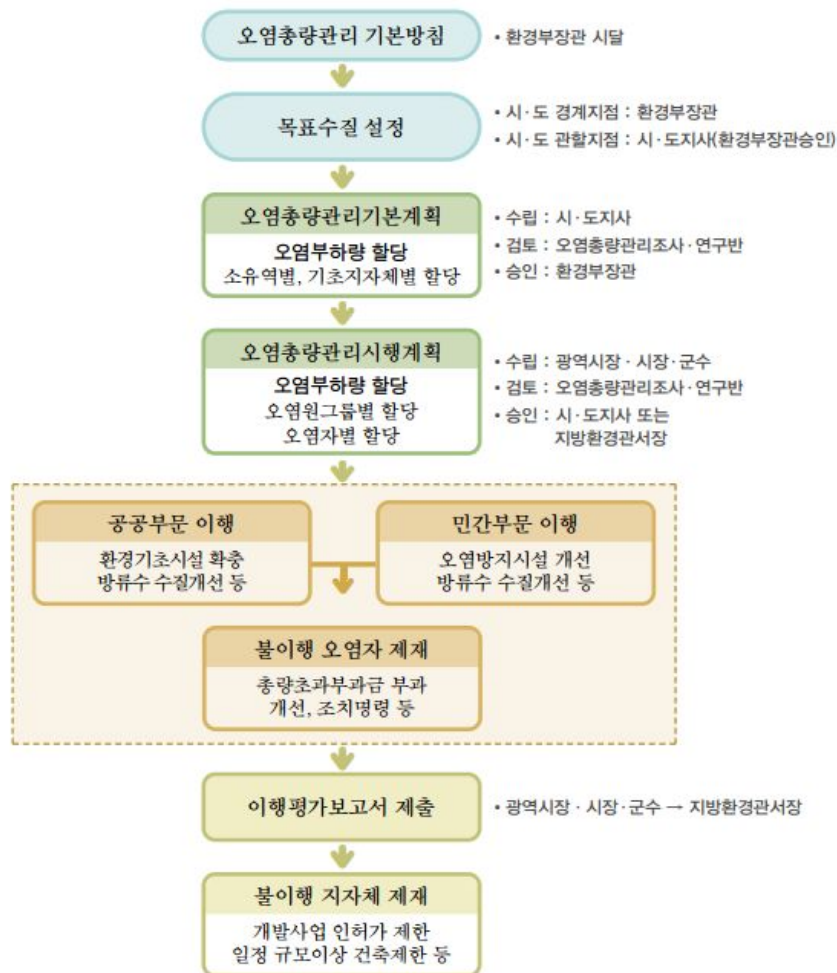 오염총량관리 기본방침
• 환경부장관 시달
목표수질 설정
• 시·도 경계지점 : 환경부장관
• 시·도 관할지점 : 시·도지사(환경부장관승인)
오염총량관리기본계획
오염부하량 할당
소유역별, 기초지자체별 할당
• 수립 : 시·도지사
• 검토 : 오염총량관리조사·연구반
• 승인 : 환경부장관
오염총량관리시행계획
오염부하량 할당
오염원그룹별 할당
오염자별 할당
• 수립 : 광역시장·시장·군수
• 검토 : 오염총량관리조사·연구반
• 승인 : 시·도지사 또는
지방환경관서장
공공부문 이행
환경기초시설 확충
방류수 수질개선 등
민간부문 이행
오염방지시설 개선
방류수 수질개선 등
불이행 오염자 제재
총량초과부과금 부과
개선, 조치명령 등
이행평가보고서 제출
• 광역시장·시장·군수 → 지방환경관서장
불이행 지자체 제재
개발사업 인허가 제한
일정 규모이상 건축제한 등